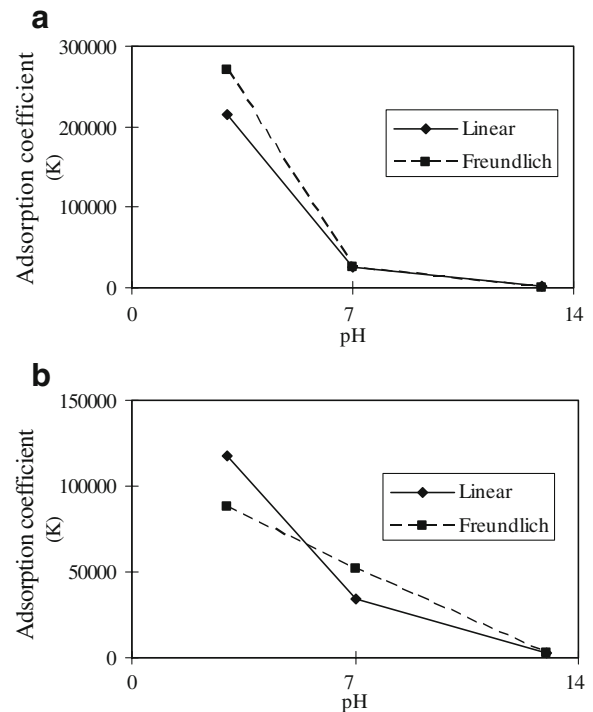 a
300000
200000
100000
0
0
7
14
pH
Adsorption coefficient
(K)
Linear
Freundlich
b
150000
100000
50000
0
0
7
14
pH
Adsorption coefficient
(K)
Linear
Freundlich